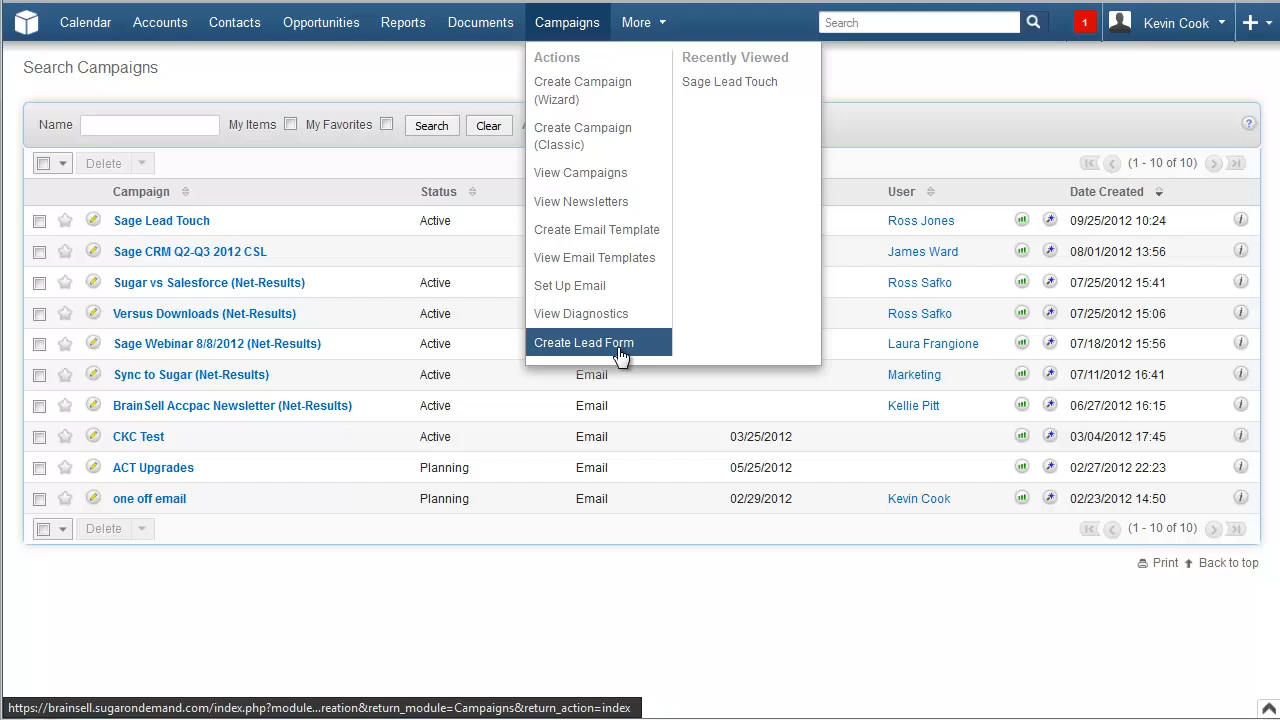 Calendar Accounts Contacts Opportunities Reports Documents Campaigns More Search 1 Kevin Cook
Search Campaigns
Actions Recently Viewed
Create Campaign (Wizard) Sage Lead Touch
Create Campaign (Classic)
View Campaigns
View Newsletters
Create Email Template
View Email Templates
Set Up Email
View Diagnostics
Create Lead Form
Name My Items My Favorites Search Clear ?
Delete (1 - 10 of 10)
Campaign Status User Date Created
Sage Lead Touch Active Ross Jones 09/25/2012 10:24
Sage CRM Q2-Q3 2012 CSL James Ward 08/01/2012 13:56
Sugar vs Salesforce (Net-Results) Active Ross Safko 07/25/2012 15:41
Versus Downloads (Net-Results) Active Ross Safko 07/25/2012 15:06
Sage Webinar 8/8/2012 (Net-Results) Active Laura Frangione 07/18/2012 15:56
Sync to Sugar (Net-Results) Active Email Marketing 07/11/2012 16:41
BrainSell Accpac Newsletter (Net-Results) Active Email Kellie Pitt 06/27/2012 16:15
CKC Test Active Email 03/25/2012 03/04/2012 17:45
ACT Upgrades Planning Email 05/25/2012 02/27/2012 22:23
one off email Planning Email 02/29/2012 Kevin Cook 02/23/2012 14:50
Delete (1 - 10 of 10)
Print Back to top
https://brainsell.sugarondemand.com/index.php?module...reation&return_module=Campaigns&return_action=index